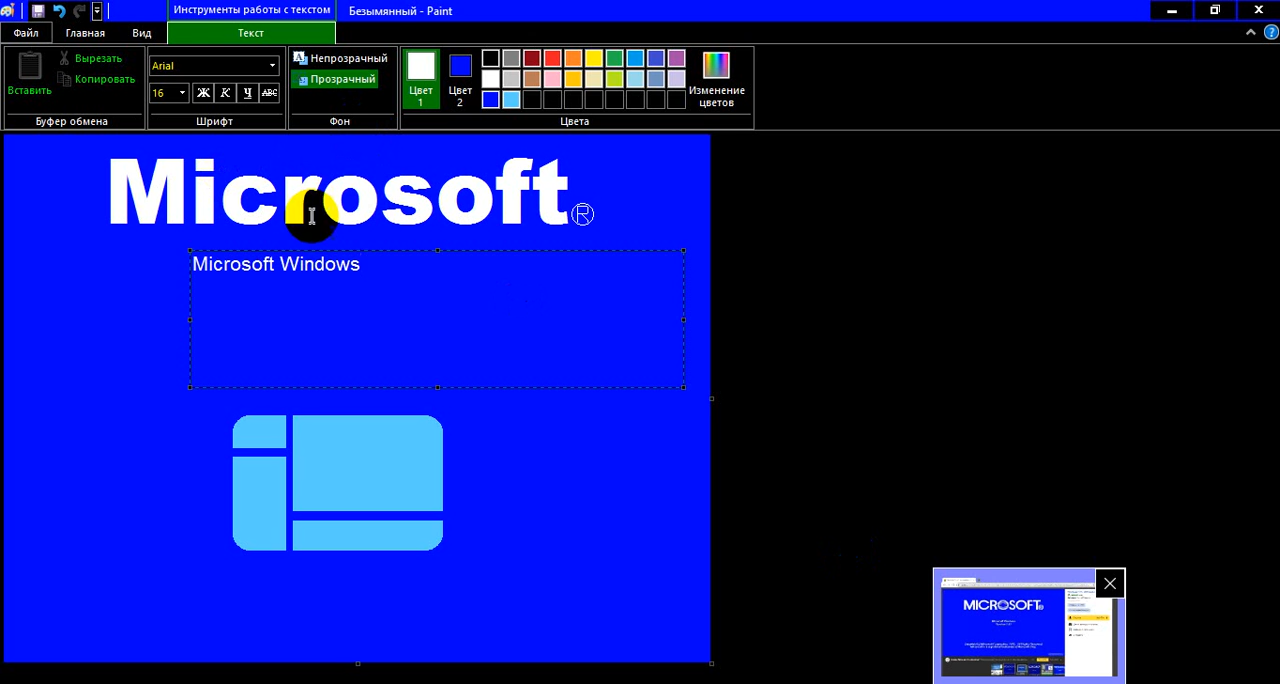 Инструменты работы с текстом
Безымянный - Paint
Файл
Главная
Вид
Текст
Вставить
Вырезать
Копировать
Буфер обмена
Arial
16
Ж К Ч abc
Шрифт
Непрозрачный
Прозрачный
Фон
Цвет
1
Цвет
2
Изменение
цветов
Цвета
Microsoft®
Microsoft Windows
MICROSOFT